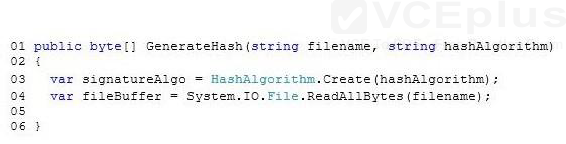 VCEplus
01 public byte[] GenerateHash(string filename, string hashAlgorithm)
02 {
03 var signatureAlgo = HashAlgorithm.Create(hashAlgorithm);
04 var fileBuffer = System.IO.File.ReadAllBytes(filename);
05
06 }